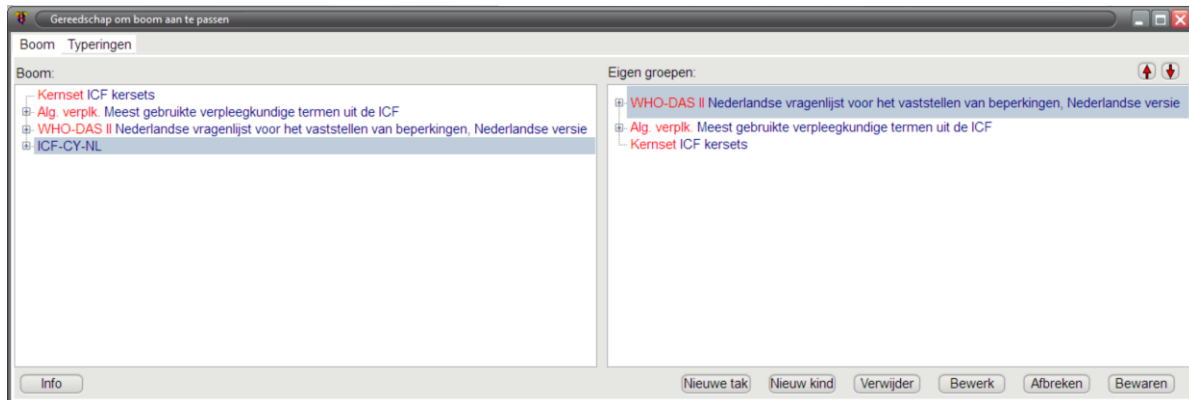 Gereedschap om boom aan te passen
Boom Typeringen
Boom:
Kernset ICF kersets
Alg. verplk. Meest gebruikte verpleegkundige termen uit de ICF
WHO-DAS II Nederlandse vragenlijst voor het vaststellen van beperkingen, Nederlandse versie
ICF-CY-NL
Eigen groepen:
WHO-DAS II Nederlandse vragenlijst voor het vaststellen van beperkingen, Nederlandse versie
Alg. verplk. Meest gebruikte verpleegkundige termen uit de ICF
Kernset ICF kersets
Info Nieuwe tak Nieuw kind Verwijder Bewerk Afbreken Bewaren